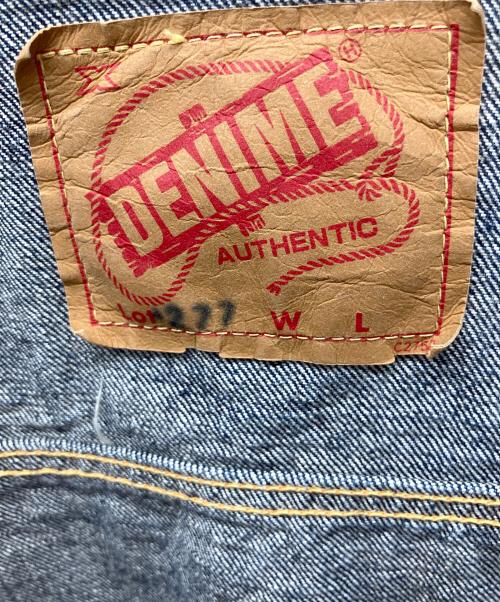 X
®
DENIME
AUTHENTIC
Lot 277 W L